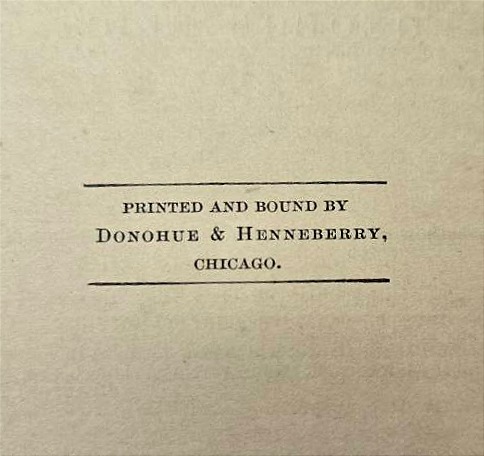 PRINTED AND BOUND BY
DONOHUE & HENNEBERRY,
CHICAGO.